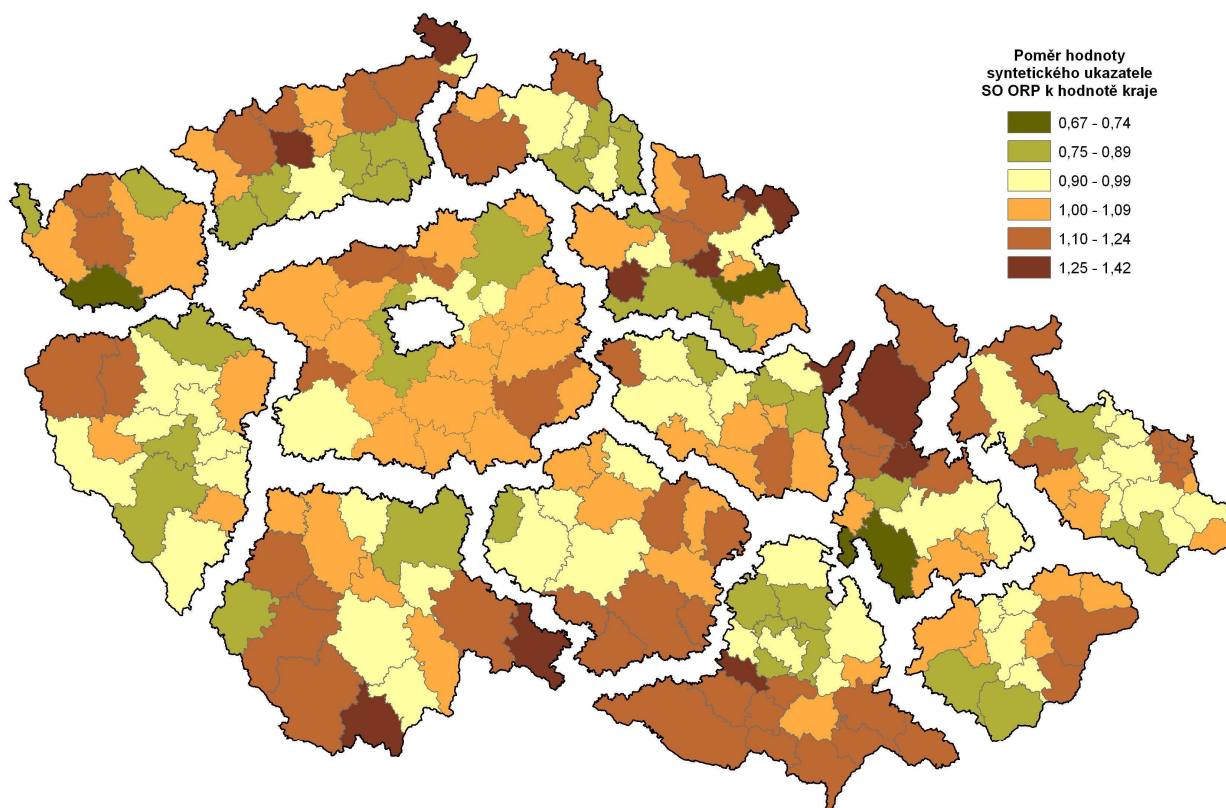 Poměr hodnoty
syntetického ukazatele
SO ORP k hodnotě kraje
0,67 - 0,74
0,75 - 0,89
0,90 - 0,99
1,00 - 1,09
1,10 - 1,24
1,25 - 1,42